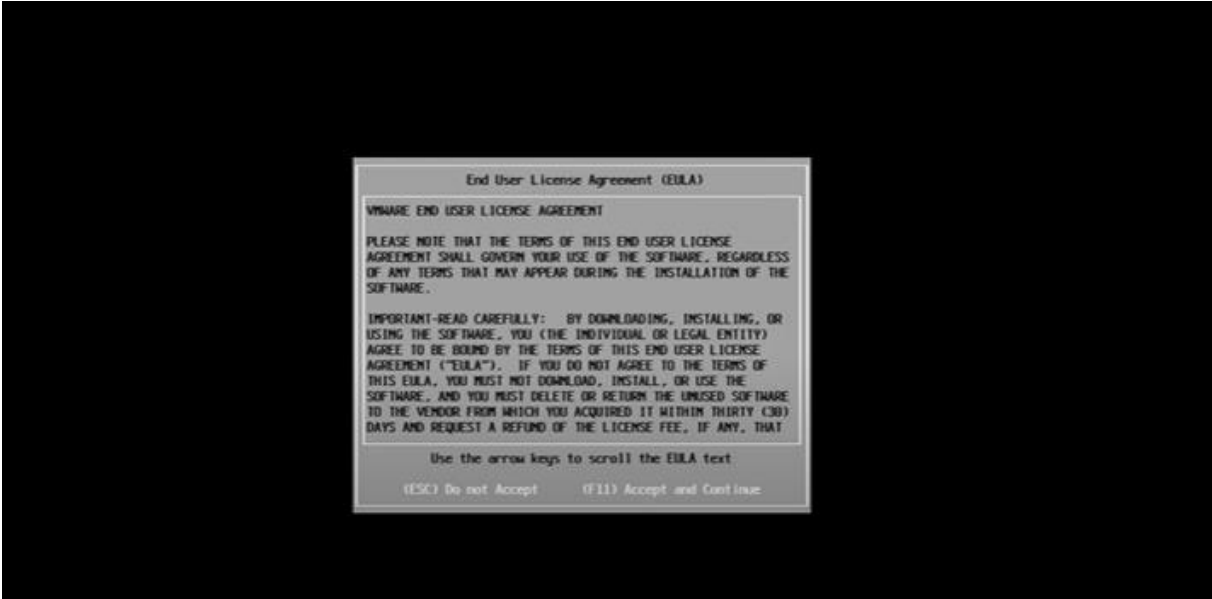 End User License Agreement (EULA)
VMWARE END USER LICENSE AGREEMENT
PLEASE NOTE THAT THE TERMS OF THIS END USER LICENSE
AGREEMENT SHALL GOVERN YOUR USE OF THE SOFTWARE, REGARDLESS
OF ANY TERMS THAT MAY APPEAR DURING THE INSTALLATION OF THE
SOFTWARE.
IMPORTANT-READ CAREFULLY:   BY DOWNLOADING, INSTALLING, OR
USING THE SOFTWARE, YOU (THE INDIVIDUAL OR LEGAL ENTITY)
AGREE TO BE BOUND BY THE TERMS OF THIS END USER LICENSE
AGREEMENT ("EULA").  IF YOU DO NOT AGREE TO THE TERMS OF
THIS EULA, YOU MUST NOT DOWNLOAD, INSTALL, OR USE THE
SOFTWARE, AND YOU MUST DELETE OR RETURN THE UNUSED SOFTWARE
TO THE VENDOR FROM WHICH YOU ACQUIRED IT WITHIN THIRTY (30)
DAYS AND REQUEST A REFUND OF THE LICENSE FEE, IF ANY, THAT
Use the arrow keys to scroll the EULA text
(ESC) Do not Accept (F11) Accept and Continue